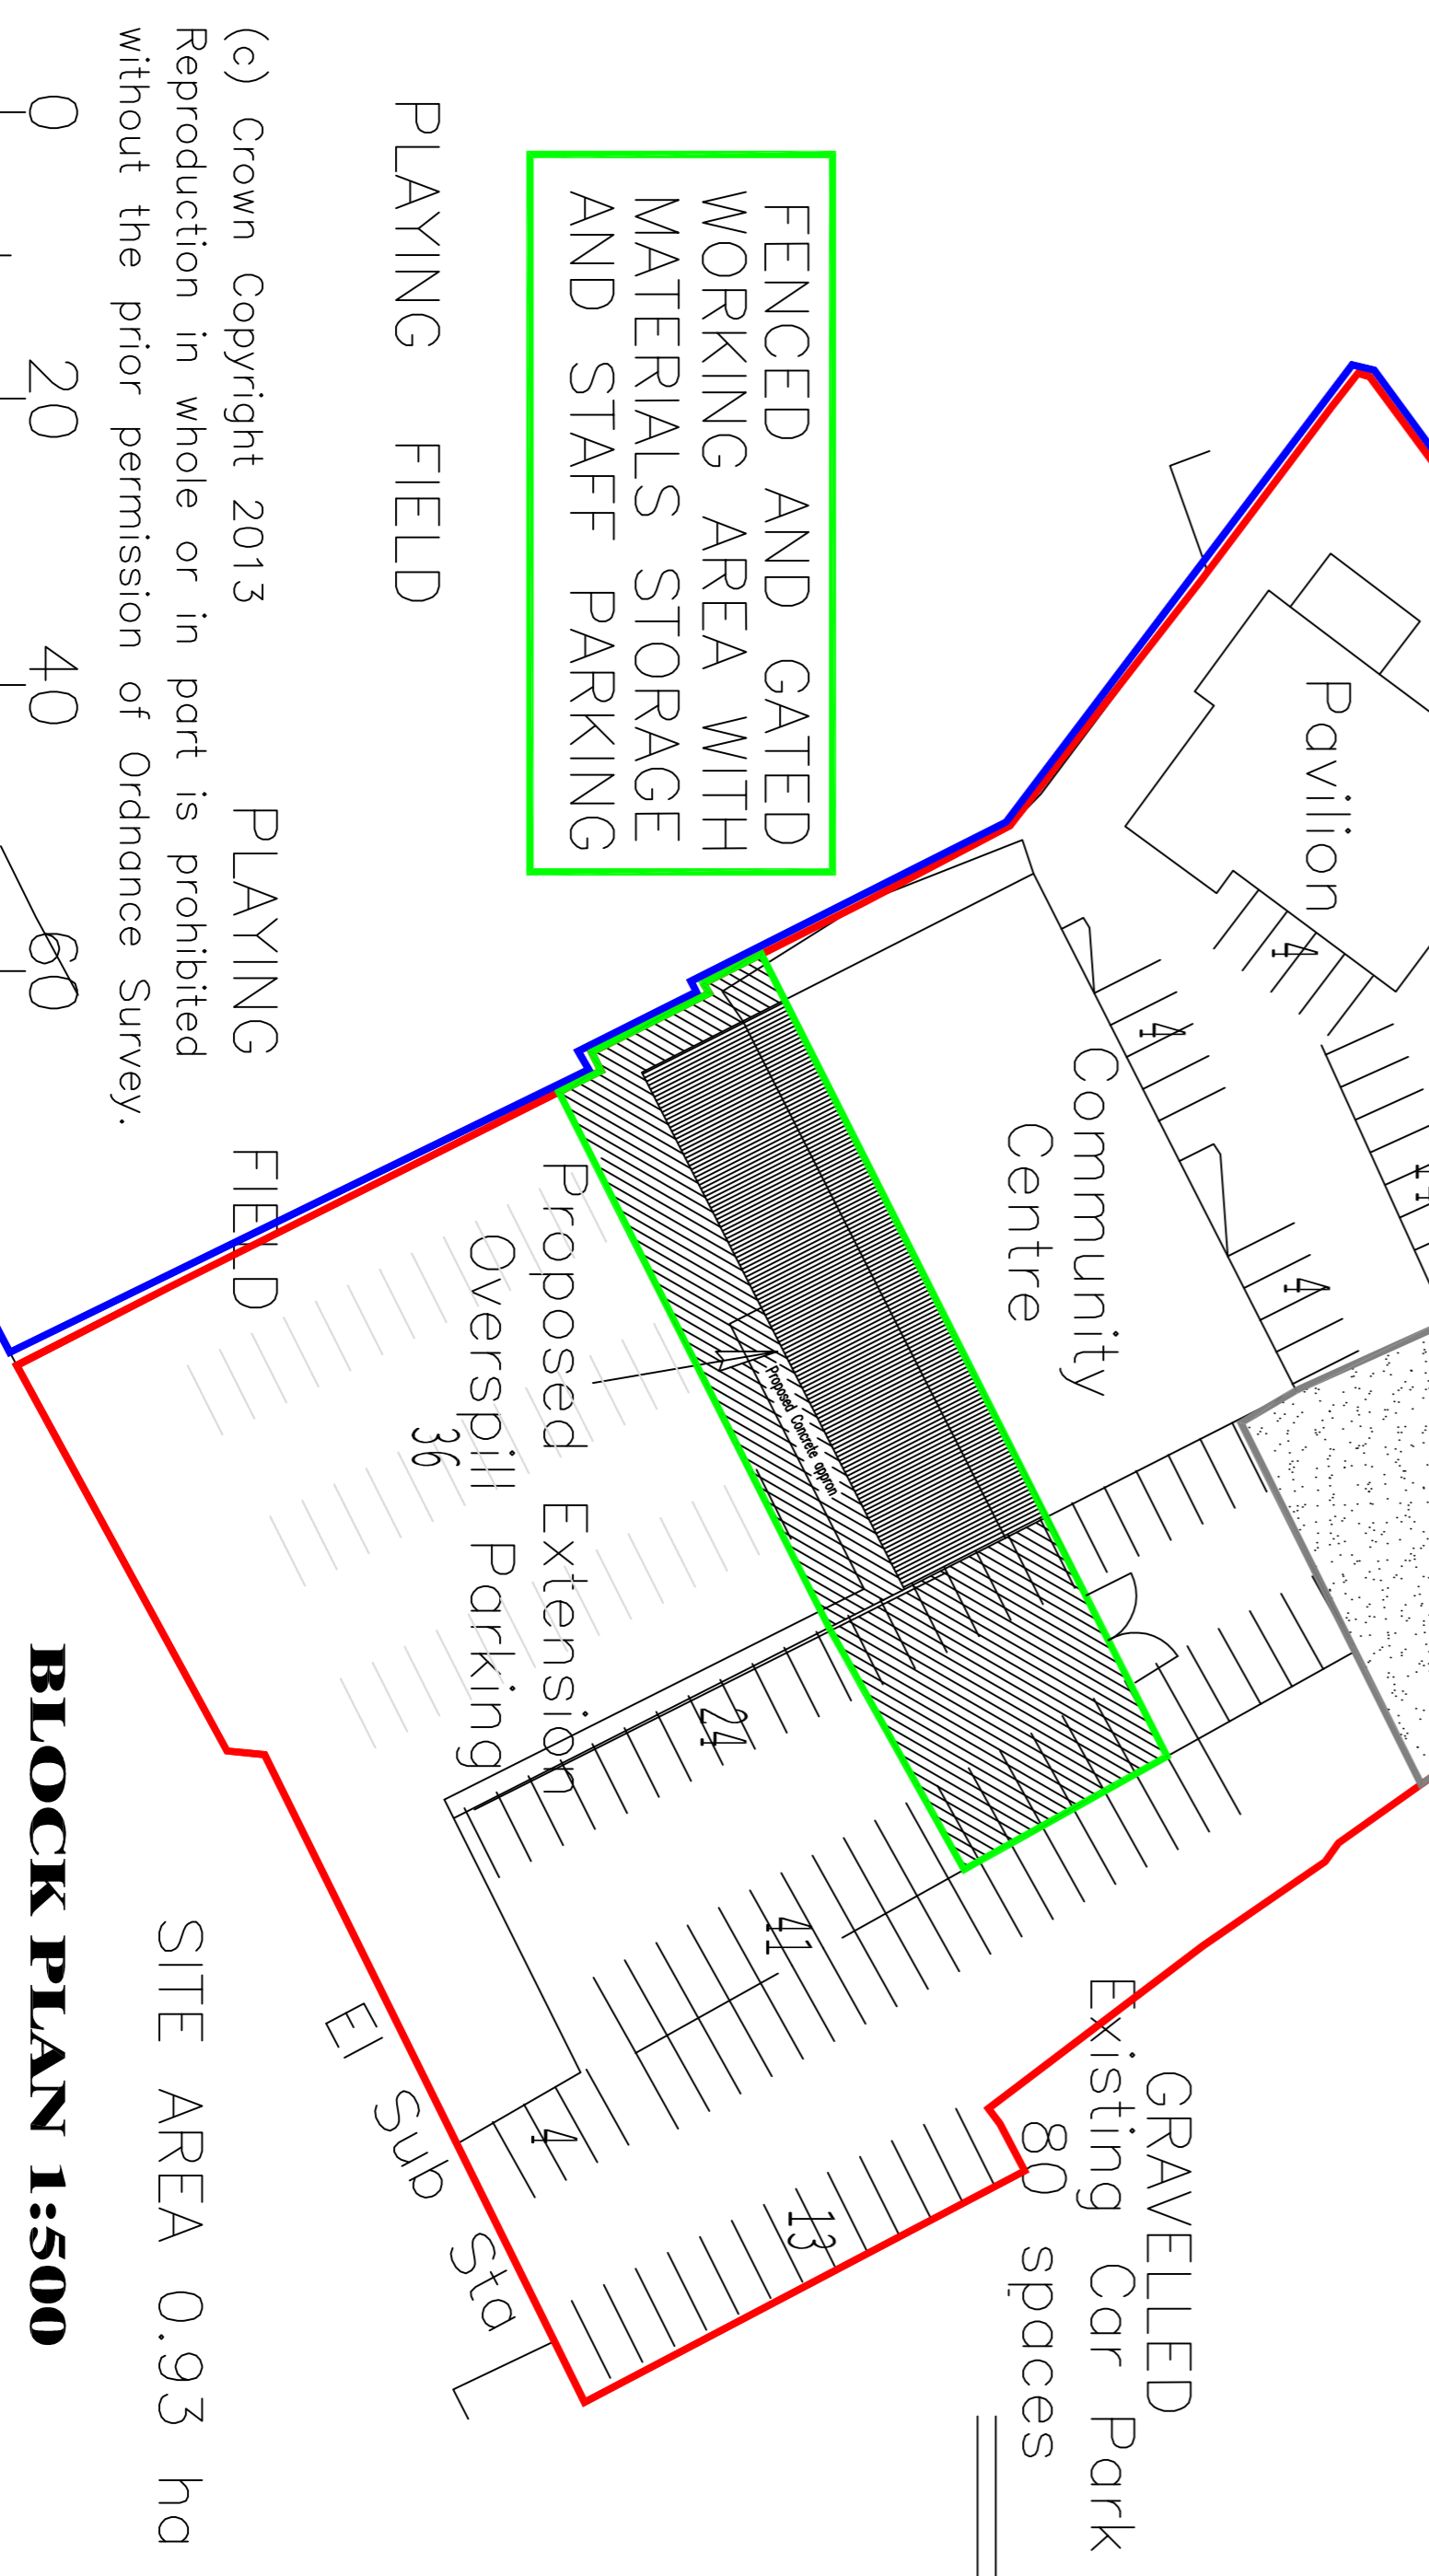 Pavilion
4
4
4
Community
Centre
FENCED AND GATED
WORKING AREA WITH
MATERIALS STORAGE
AND STAFF PARKING
PLAYING FIELD
PLAYING FIELD
Proposed Concrete appron
Proposed Extension
Overspill Parking
36
24
41
4
13
GRAVELLED
Existing Car Park
80 spaces
El Sub Sta
(c) Crown Copyright 2013
Reproduction in whole or in part is prohibited
without the prior permission of Ordnance Survey.
SITE AREA 0.93 ha
0 20 40 60
BLOCK PLAN 1:500